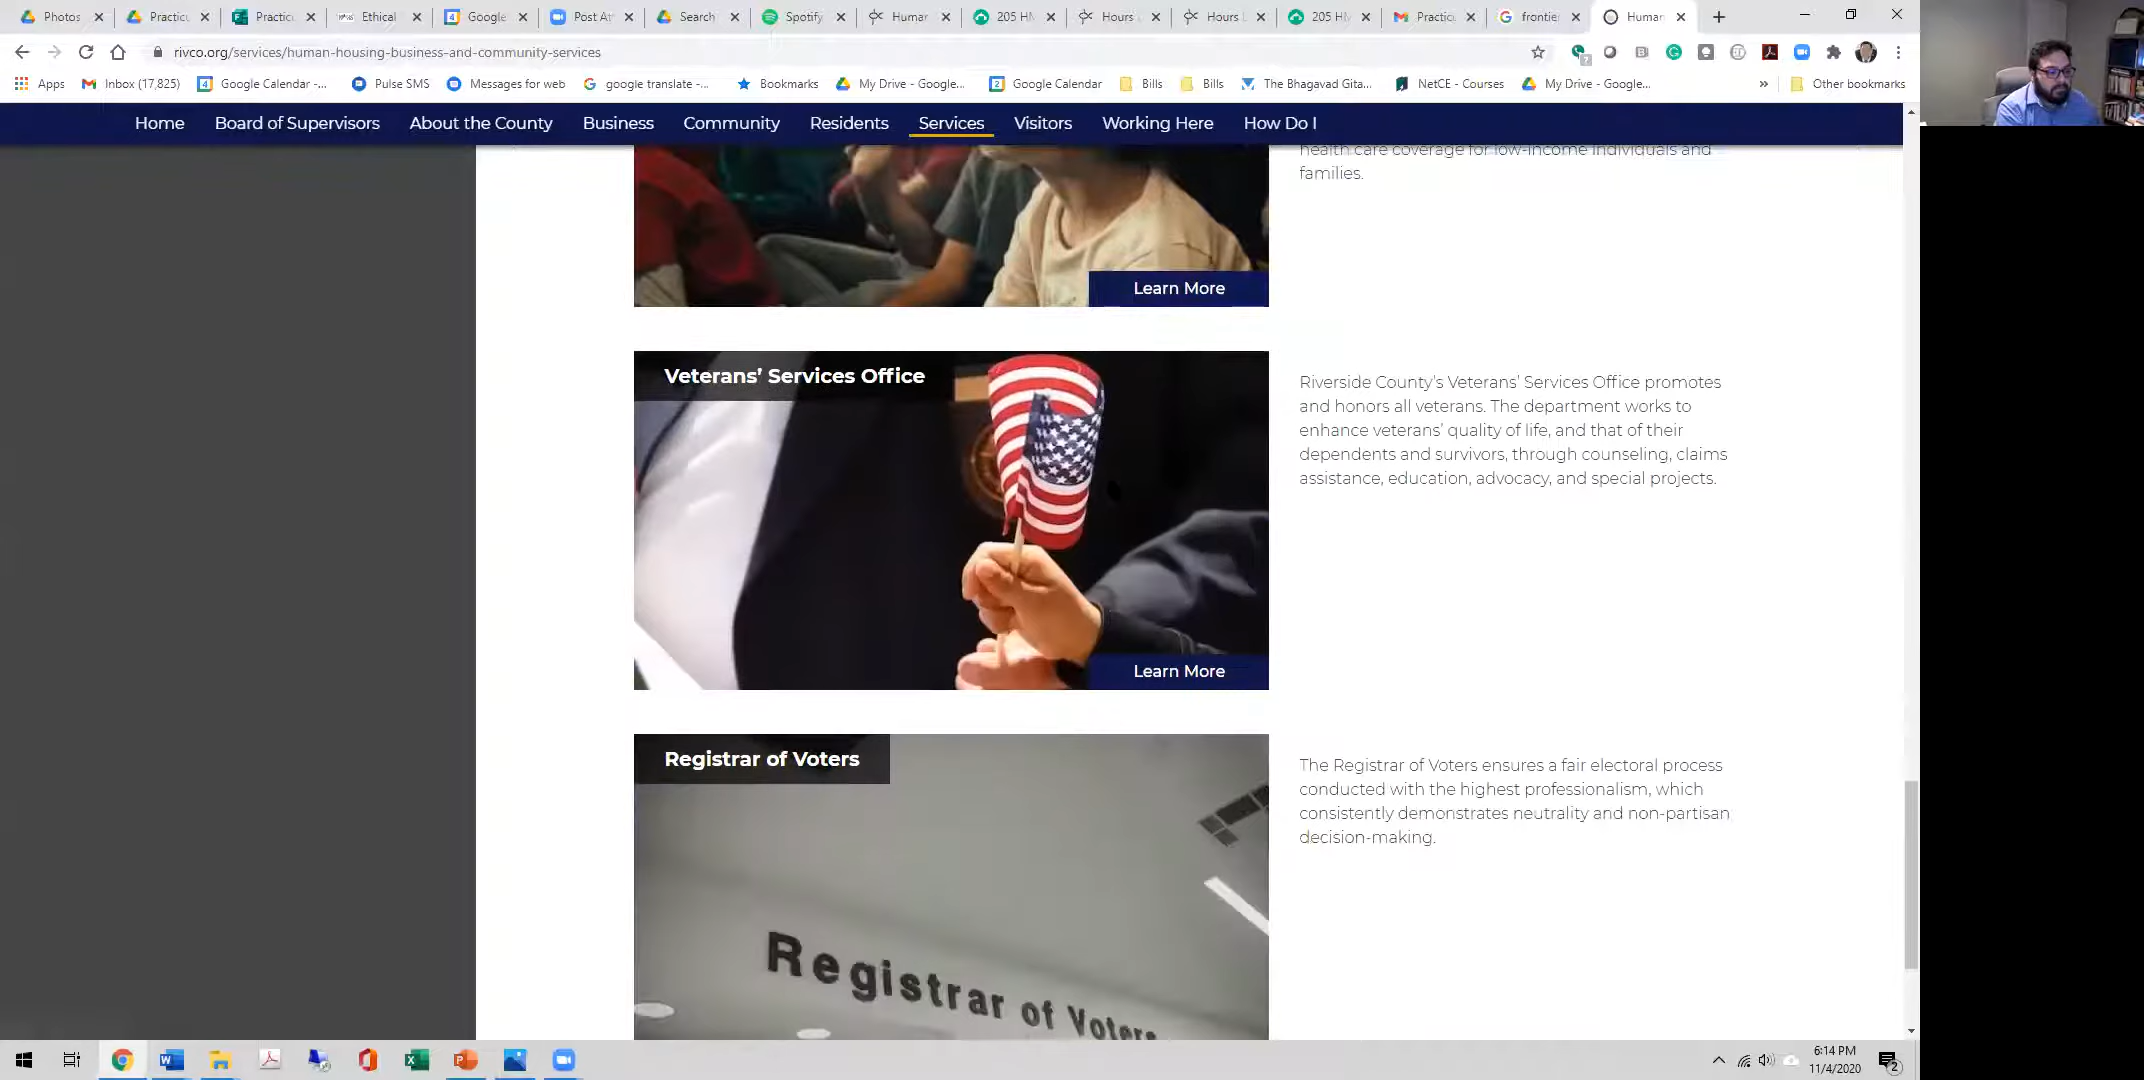 Photos
Practic
Practic
Ethical
Google
Post At
Search
Spotify
Human
205 HM
Hours
Hours
205 HM
Practic
frontie
Human
rivco.org/services/human-housing-business-and-community-services
Apps
Inbox (17,825)
Google Calendar -...
Pulse SMS
Messages for web
google translate -...
Bookmarks
My Drive - Google...
Google Calendar
Bills
Bills
The Bhagavad Gita...
NetCE - Courses
My Drive - Google...
»
Other bookmarks
Home
Board of Supervisors
About the County
Business
Community
Residents
Services
Visitors
Working Here
How Do I
health care coverage for low-income individuals and
families.
Learn More
Veterans' Services Office
Riverside County's Veterans' Services Office promotes
and honors all veterans. The department works to
enhance veterans' quality of life, and that of their
dependents and survivors, through counseling, claims
assistance, education, advocacy, and special projects.
Learn More
Registrar of Voters
The Registrar of Voters ensures a fair electoral process
conducted with the highest professionalism, which
consistently demonstrates neutrality and non-partisan
decision-making.
Registrar of Voters
6:14 PM
11/4/2020
2